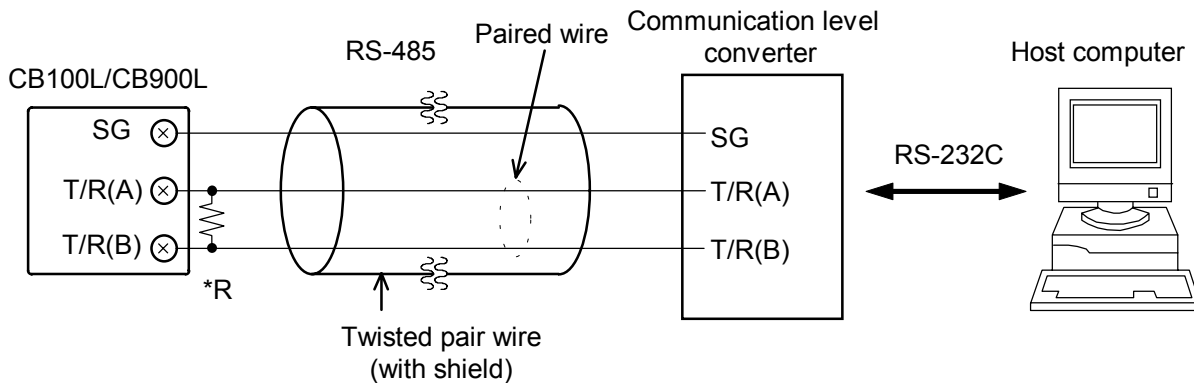 Communication level
converter
Paired wire
RS-485
Host computer
CB100L/CB900L
SG
SG
RS-232C
T/R(A)
T/R(A)
T/R(B)
T/R(B)
*R
Twisted pair wire
(with shield)